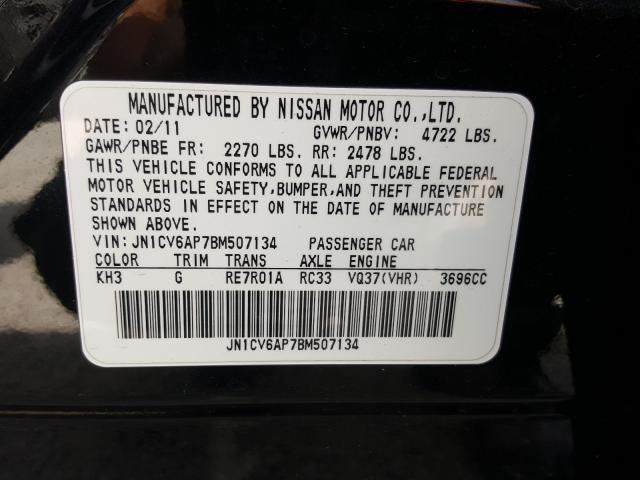 MANUFACTURED BY NISSAN MOTOR CO.,LTD.
DATE: 02/11 GVWR/PNBV: 4722 LBS.
GAWR/PNBE FR: 2270 LBS. RR: 2478 LBS.
THIS VEHICLE CONFORMS TO ALL APPLICABLE FEDERAL
MOTOR VEHICLE SAFETY,BUMPER,AND THEFT PREVENTION
STANDARDS IN EFFECT ON THE DATE OF MANUFACTURE
SHOWN ABOVE.
VIN: JN1CV6AP7BM507134 PASSENGER CAR
COLOR TRIM TRANS AXLE ENGINE
KH3 G RE7R01A RC33 VQ37(VHR) 3696CC
JN1CV6AP7BM507134